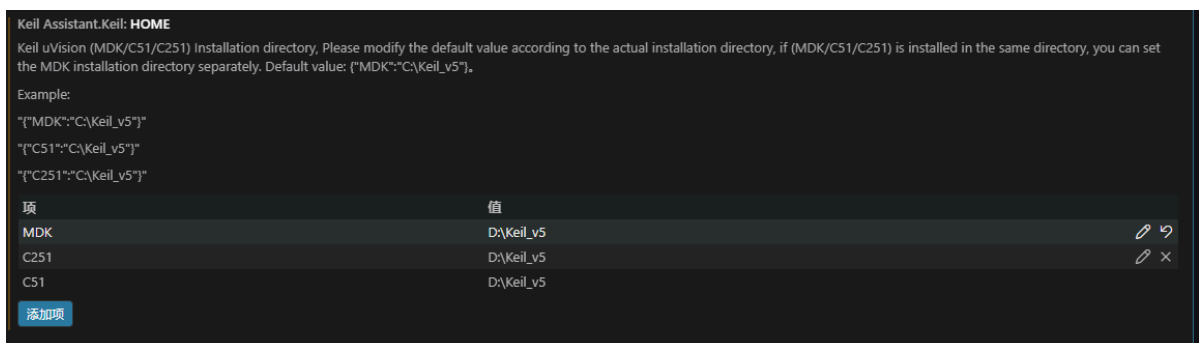 Keil Assistant.Keil: HOME
Keil uVision (MDK/C51/C251) Installation directory, Please modify the default value according to the actual installation directory, if (MDK/C51/C251) is installed in the same directory, you can set
the MDK installation directory separately. Default value: {"MDK":"C:\Keil_v5"}。
Example:
"{"MDK":"C:\Keil_v5"}"
"{"C51":"C:\Keil_v5"}"
"{"C251":"C:\Keil_v5"}"
项 值
MDK D:\Keil_v5
C251 D:\Keil_v5
C51 D:\Keil_v5
添加项